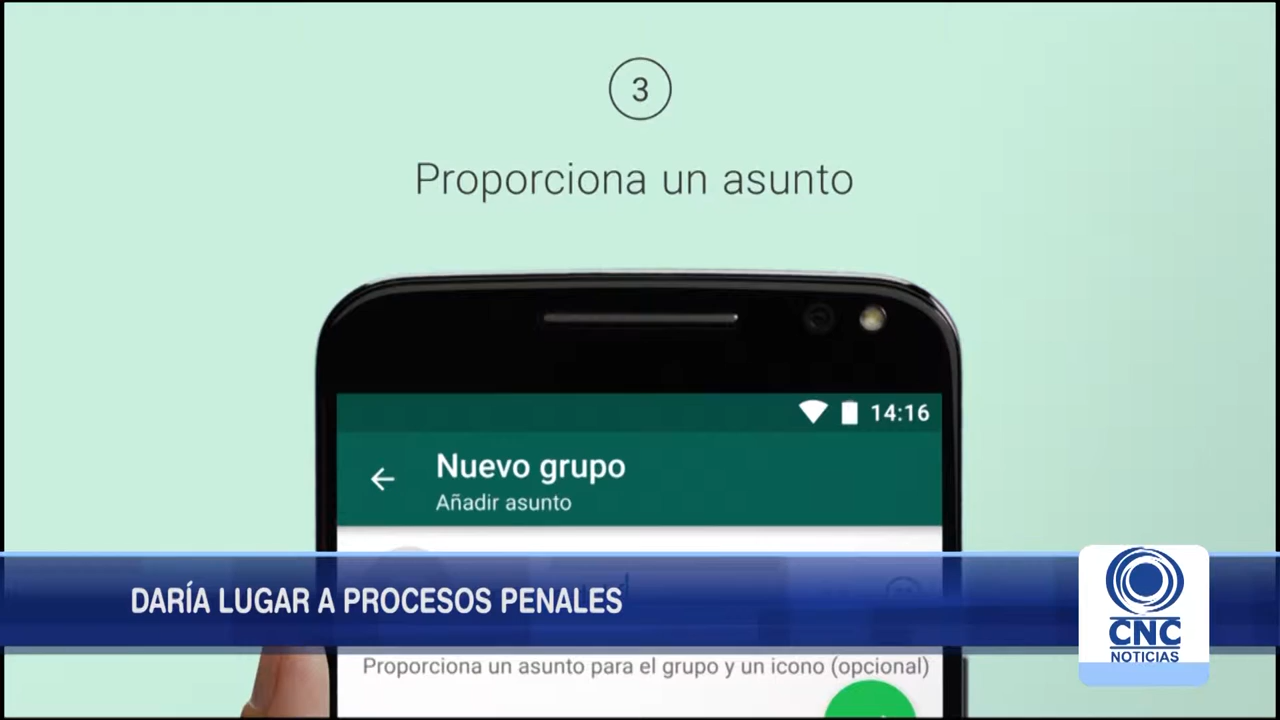 3
Proporciona un asunto
14:16
Nuevo grupo
Añadir asunto
DARÍA LUGAR A PROCESOS PENALES
CNC
NOTICIAS
Proporciona un asunto para el grupo y un icono (opcional)